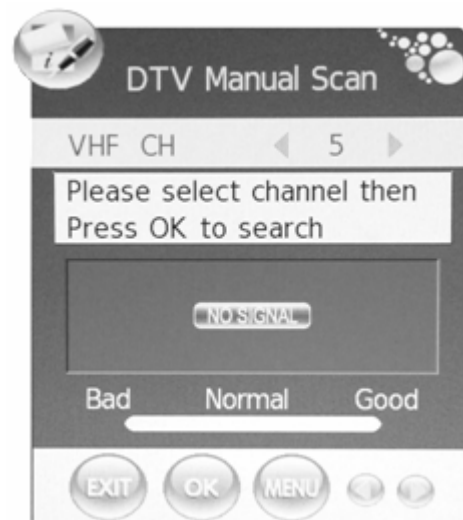 DTV Manual Scan
VHF CH 5
Please select channel then
Press OK to search
NO SIGNAL
Bad Normal Good
EXIT OK MENU